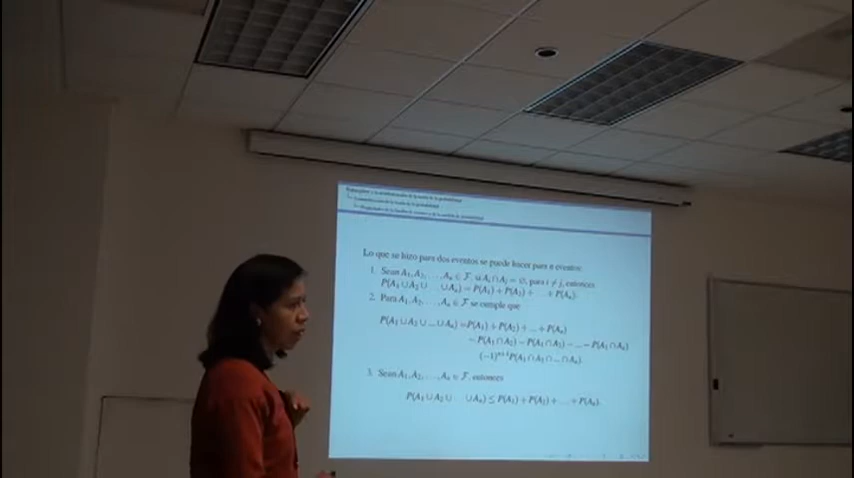 Lo que se hizo para dos eventos se puede hacer para n eventos:
1. Sean A₁, A₂, …, Aₙ ∈ ℱ, si Aᵢ ∩ Aⱼ = ∅, para i ≠ j, entonces
P(A₁ ∪ A₂ ∪ … ∪ Aₙ) = P(A₁) + P(A₂) + … + P(Aₙ).
2. Para A₁, A₂, …, Aₙ ∈ ℱ se cumple que
P(A₁ ∪ A₂ ∪ ... ∪ Aₙ) = P(A₁) + P(A₂) + ... + P(Aₙ)
− P(A₁ ∩ A₂) − P(A₁ ∩ A₃) − ... − P(A₁ ∩ Aₙ)
(−1)ⁿ⁺¹P(A₁ ∩ A₂ ∩ ... ∩ Aₙ)
3. Sean A₁, A₂, …, Aₙ ∈ ℱ, entonces
P(A₁ ∪ A₂ ∪ … ∪ Aₙ) ≤ P(A₁) + P(A₂) + … + P(Aₙ).